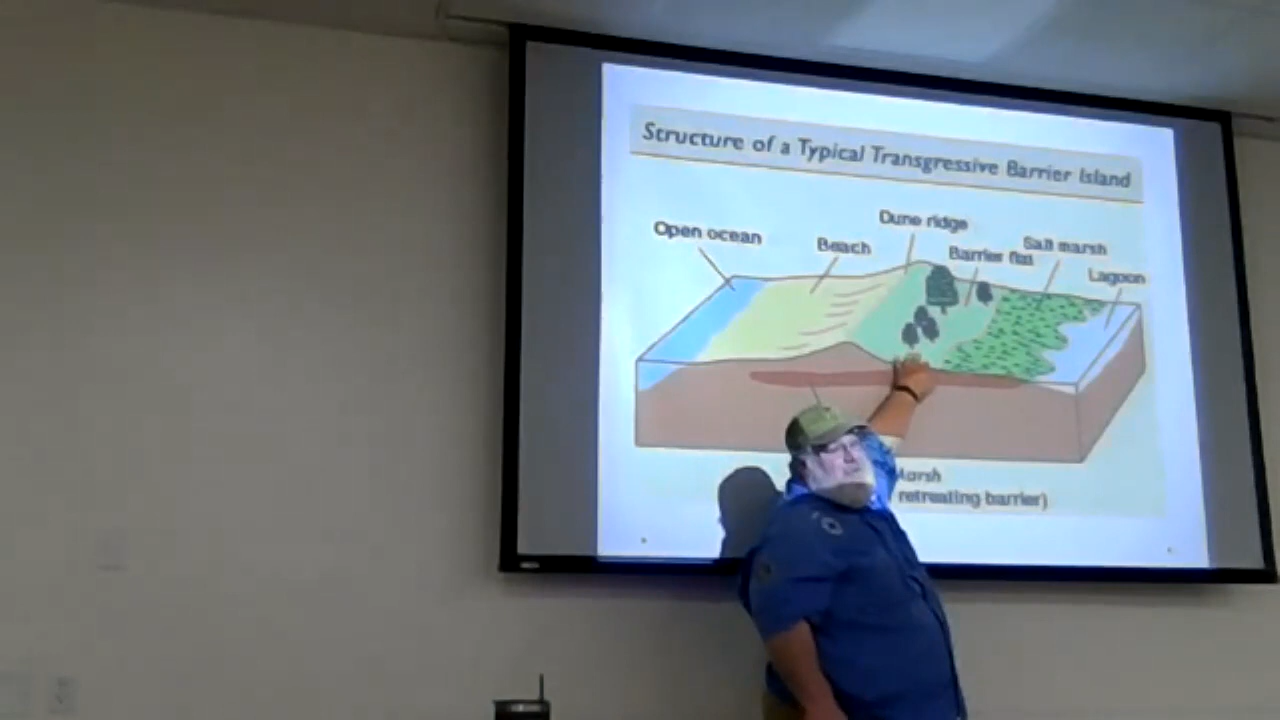 Structure of a Typical Transgressive Barrier Island
Dune ridge
Open ocean
Beach
Barrier flat
Salt marsh
Lagoon
Marsh
retreating barrier)